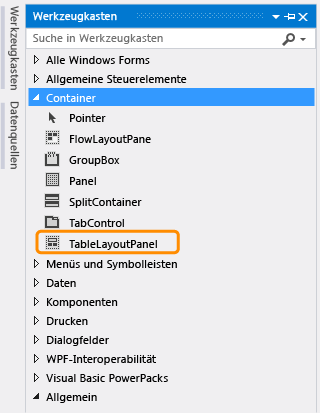 Werkzeugkasten
Datenquellen
Werkzeugkasten
Suche in Werkzeugkasten
Alle Windows Forms
Allgemeine Steuerelemente
Container
Pointer
FlowLayoutPane
GroupBox
Panel
SplitContainer
TabControl
TableLayoutPanel
Menüs und Symbolleisten
Daten
Komponenten
Drucken
Dialogfelder
WPF-Interoperabilität
Visual Basic PowerPacks
Allgemein